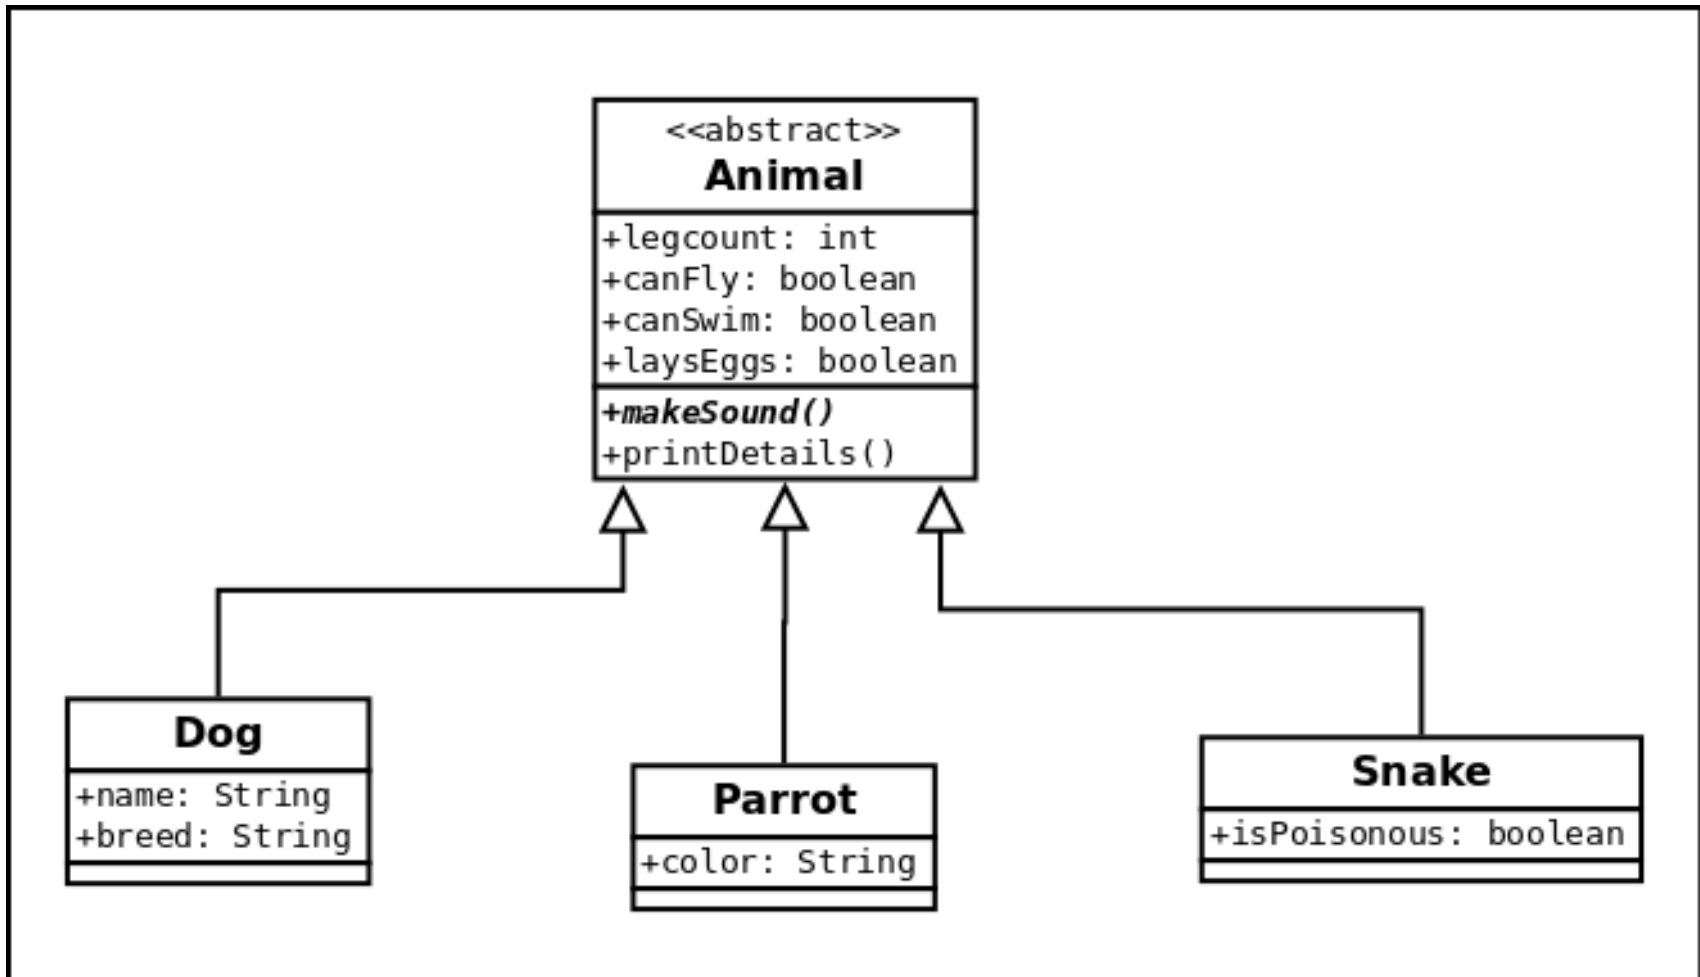 <<abstract>>
Animal
+legcount: int
+canFly: boolean
+canSwim: boolean
+laysEggs: boolean
+makeSound()
+printDetails()
Dog
+name: String
+breed: String
Parrot
+color: String
Snake
+isPoisonous: boolean